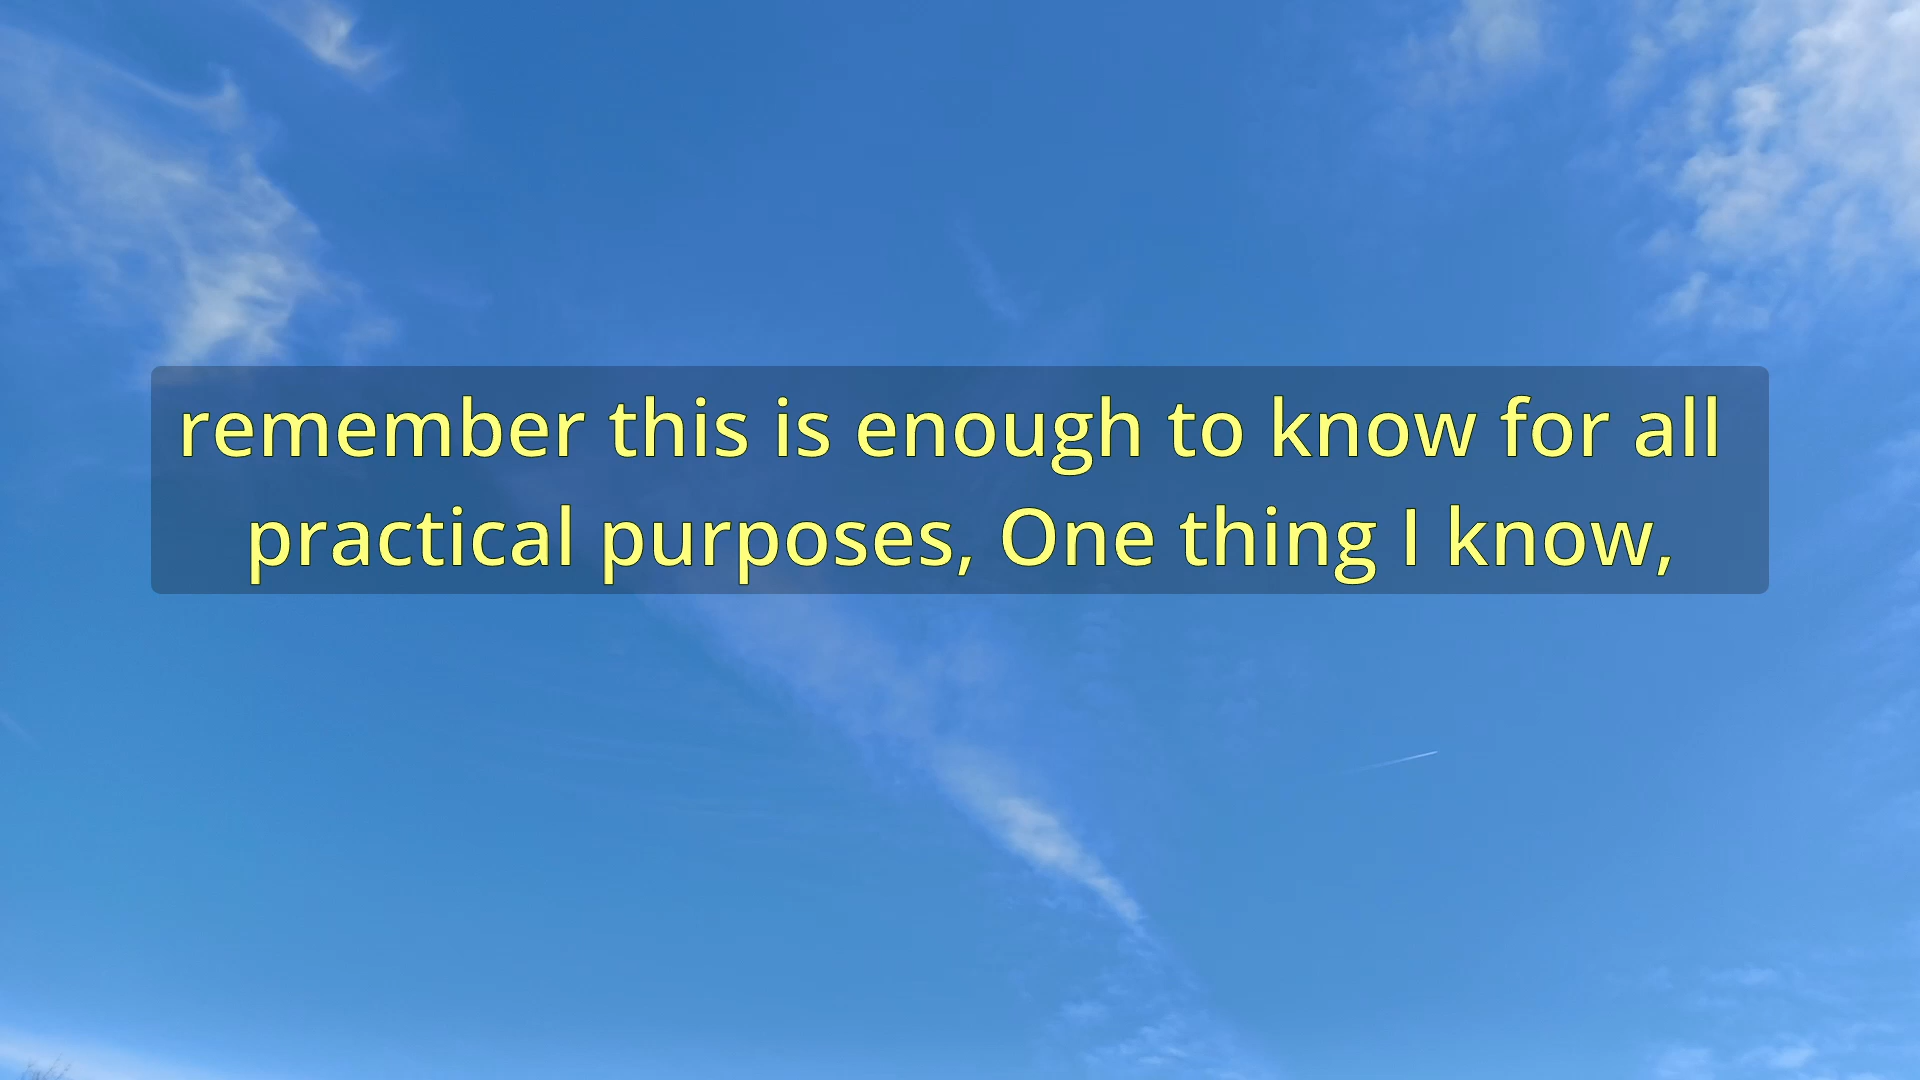 remember this is enough to know for all
practical purposes, One thing I know,